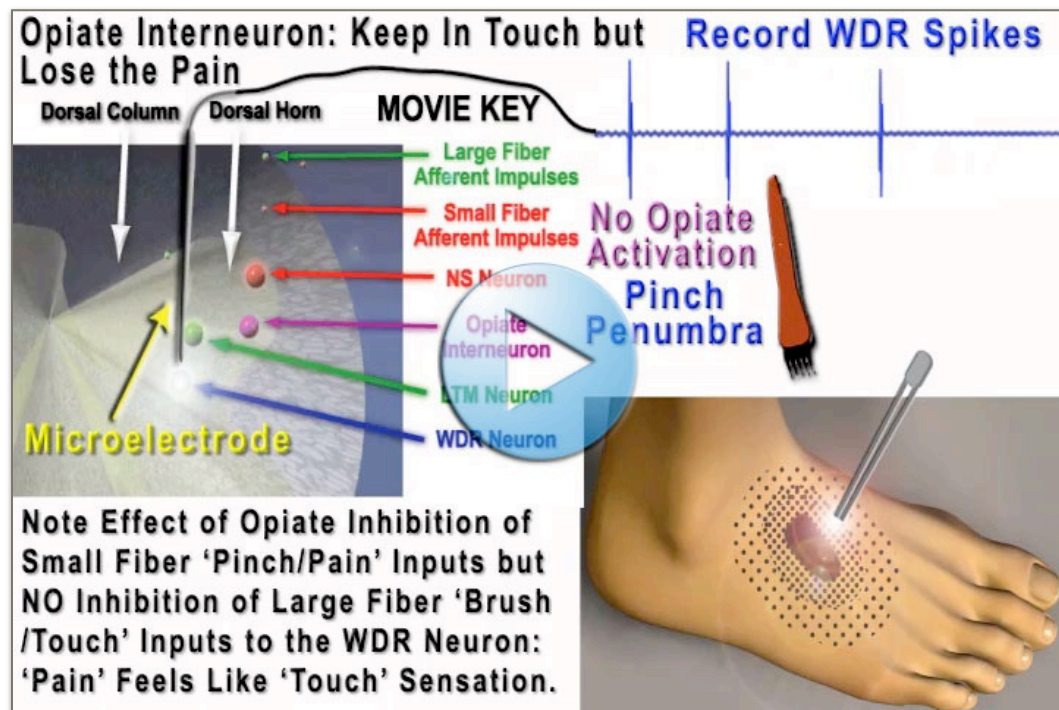 Opiate Interneuron: Keep In Touch but
Lose the Pain
Record WDR Spikes
Dorsal Column
Dorsal Horn
MOVIE KEY
Large Fiber
Afferent Impulses
Small Fiber
Afferent Impulses
NS Neuron
Opiate
Interneuron
LTM Neuron
WDR Neuron
Microelectrode
No Opiate
Activation
Pinch
Penumbra
Note Effect of Opiate Inhibition of
Small Fiber ‘Pinch/Pain’ Inputs but
NO Inhibition of Large Fiber ‘Brush
/Touch’ Inputs to the WDR Neuron:
‘Pain’ Feels Like ‘Touch’ Sensation.